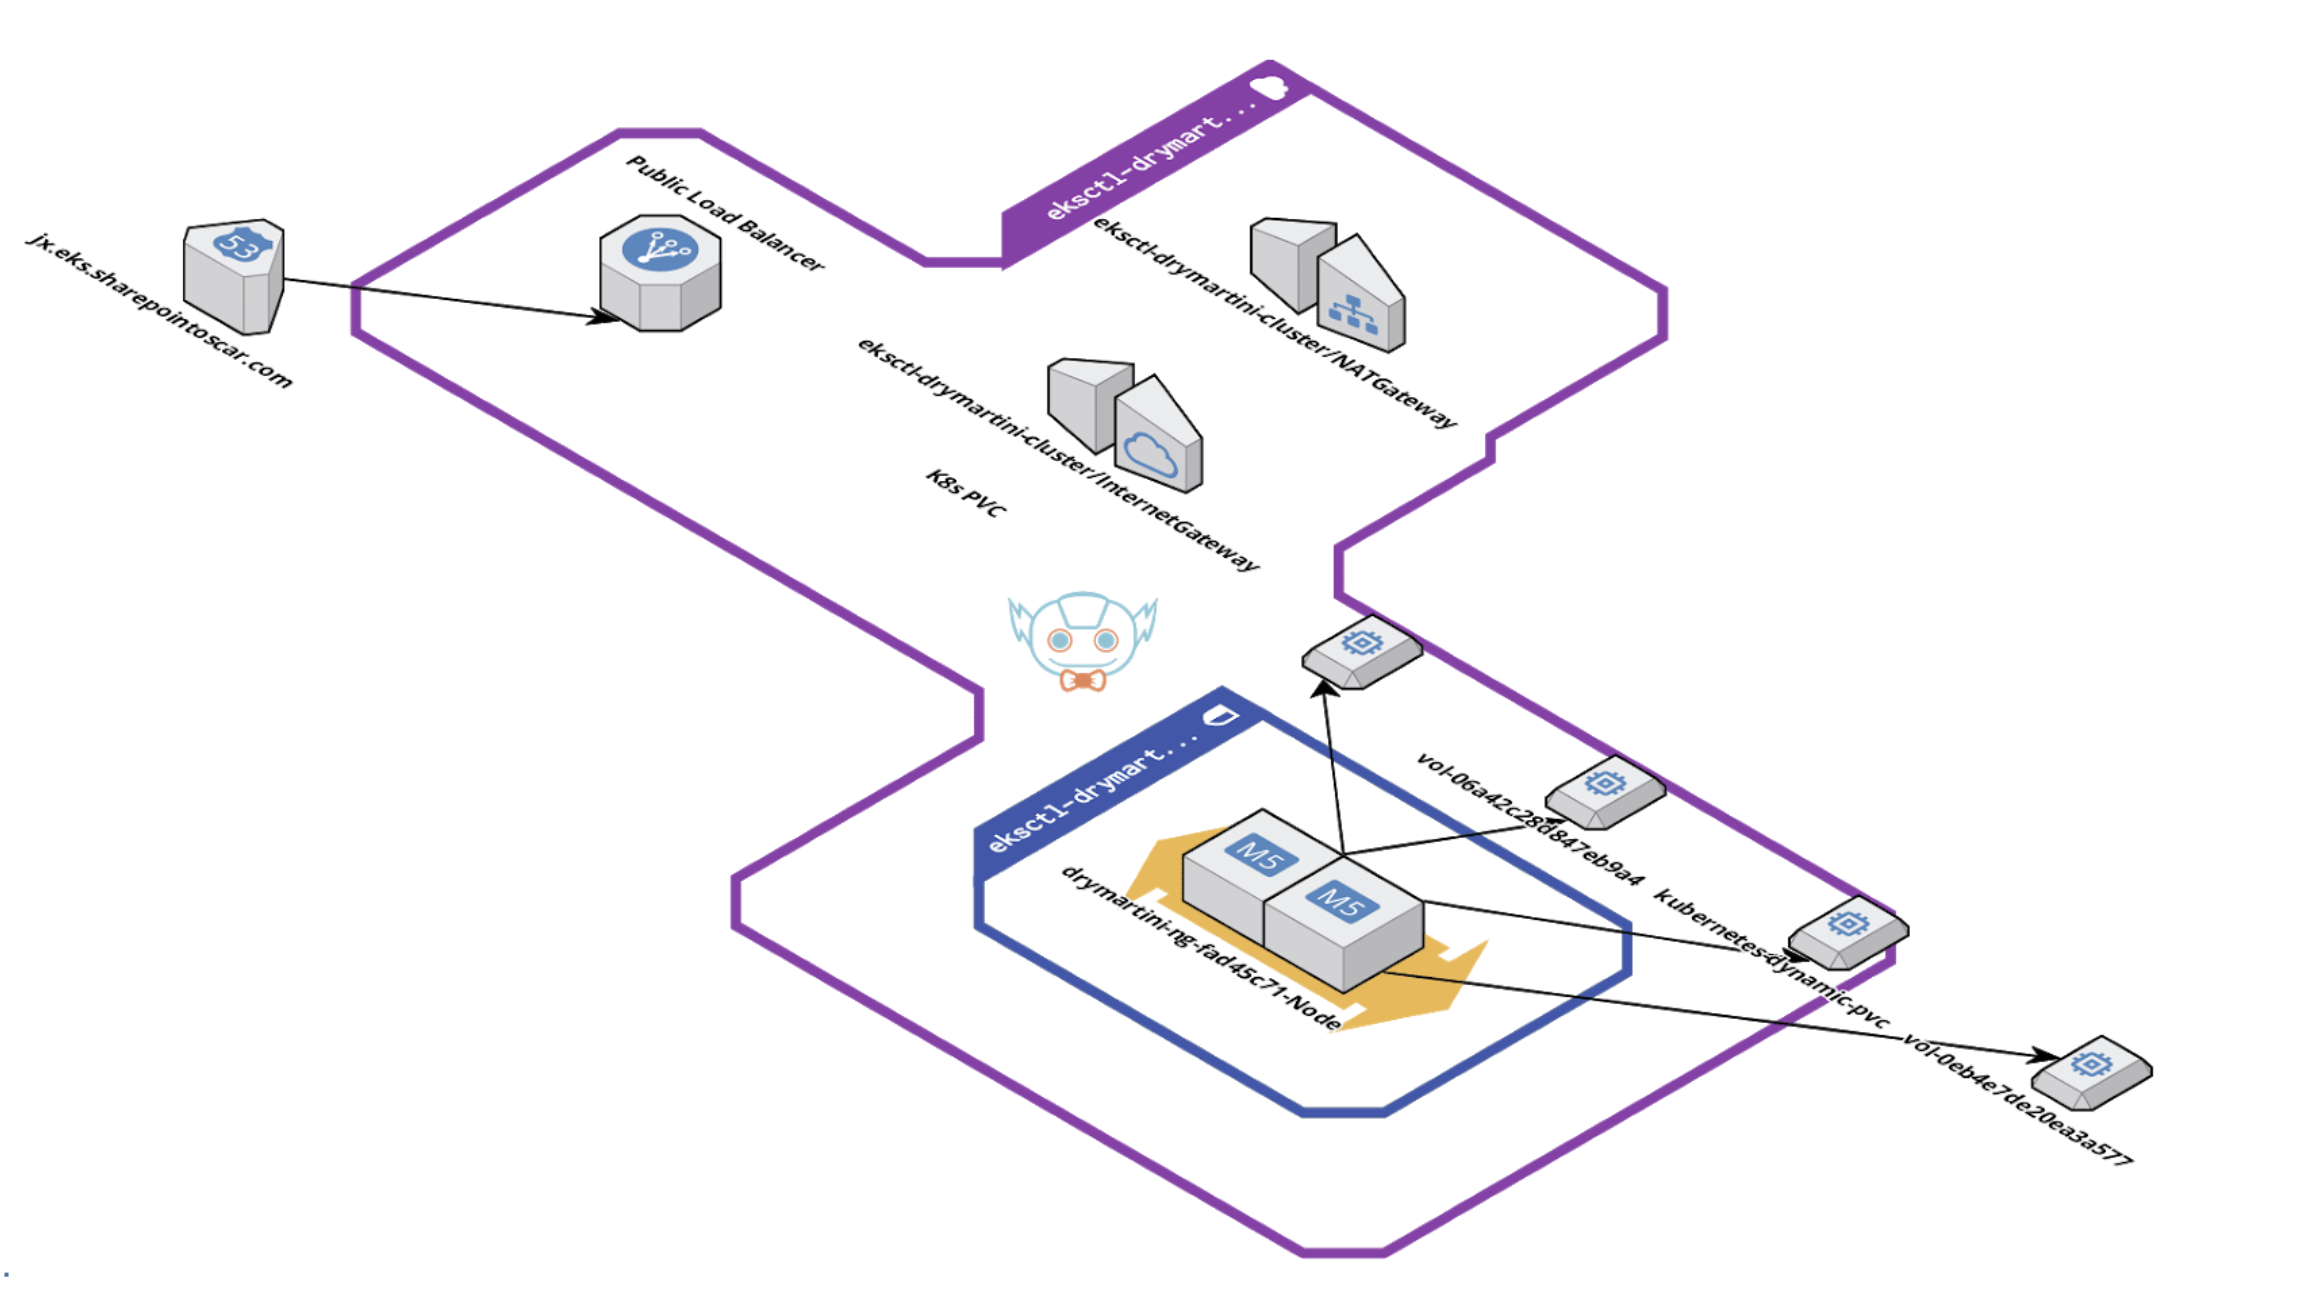 Public Load Balancer
eksctl-drymart...
53
jx.eks.sharepointoscar.com
eksctl-drymartini-cluster/NATGateway
eksctl-drymartini-cluster/InternetGateway
K8s PVC
eksctl-drymart...
vol-06a42c28d847eb9a4
M5
M5
drymartini-ng-fad45c71-Node
kubernetes-dynamic-pvc
vol-0eb4e7de20ea3a577